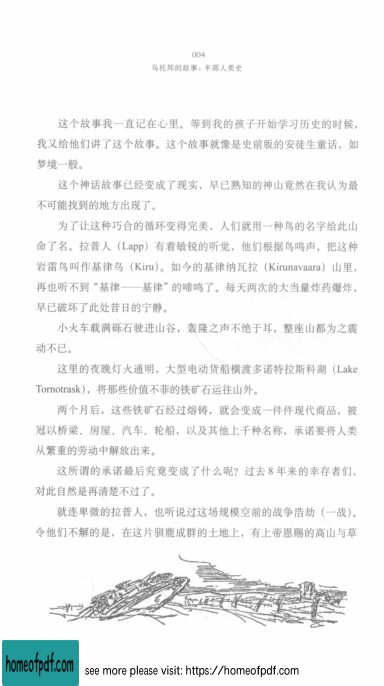 004
乌托邦的故事：半部人类史
这个故事我一直记在心里。等到我的孩子开始学习历史的时候，
我又给他们讲了这个故事。这个故事就像是史前版的安徒生童话，如
梦境一般。
这个神话故事已经变成了现实，早已熟知的神山竟然在我认为最
不可能找到的地方出现了。
为了让这种巧合的循环变得完美，人们就用一种鸟的名字给此山
命了名。拉普人（Lapp）有着敏锐的听觉，他们根据鸟鸣声，把这种
岩雷鸟叫作基律鸟（Kiru）。如今的基律纳瓦拉（Kirunavaara）山里，
再也听不到“基律——基律”的啼鸣了。每天两次的大当量炸药爆炸，
早已破坏了此处昔日的宁静。
小火车载满砾石驶进山谷，轰隆之声不绝于耳，整座山都为之震
动不已。
这里的夜晚灯火通明，大型电动货船横渡多诺特拉斯科湖（Lake
Tornotrask），将那些价值不菲的铁矿石运往山外。
两个月后，这些铁矿石经过熔铸，就会变成一件件现代商品，被
冠以桥梁、房屋、汽车、轮船，以及其他上千种名称，承诺要将人类
从繁重的劳动中解放出来。
这所谓的承诺最后究竟变成了什么呢？过去 8 年来的幸存者们，
对此自然是再清楚不过了。
就连卑微的拉普人，也听说过这场规模空前的战争浩劫（一战）。
令他们不解的是，在这片驯鹿成群的土地上，有上帝恩赐的高山与草
homeofpdf.com
see more please visit: https://homeofpdf.com